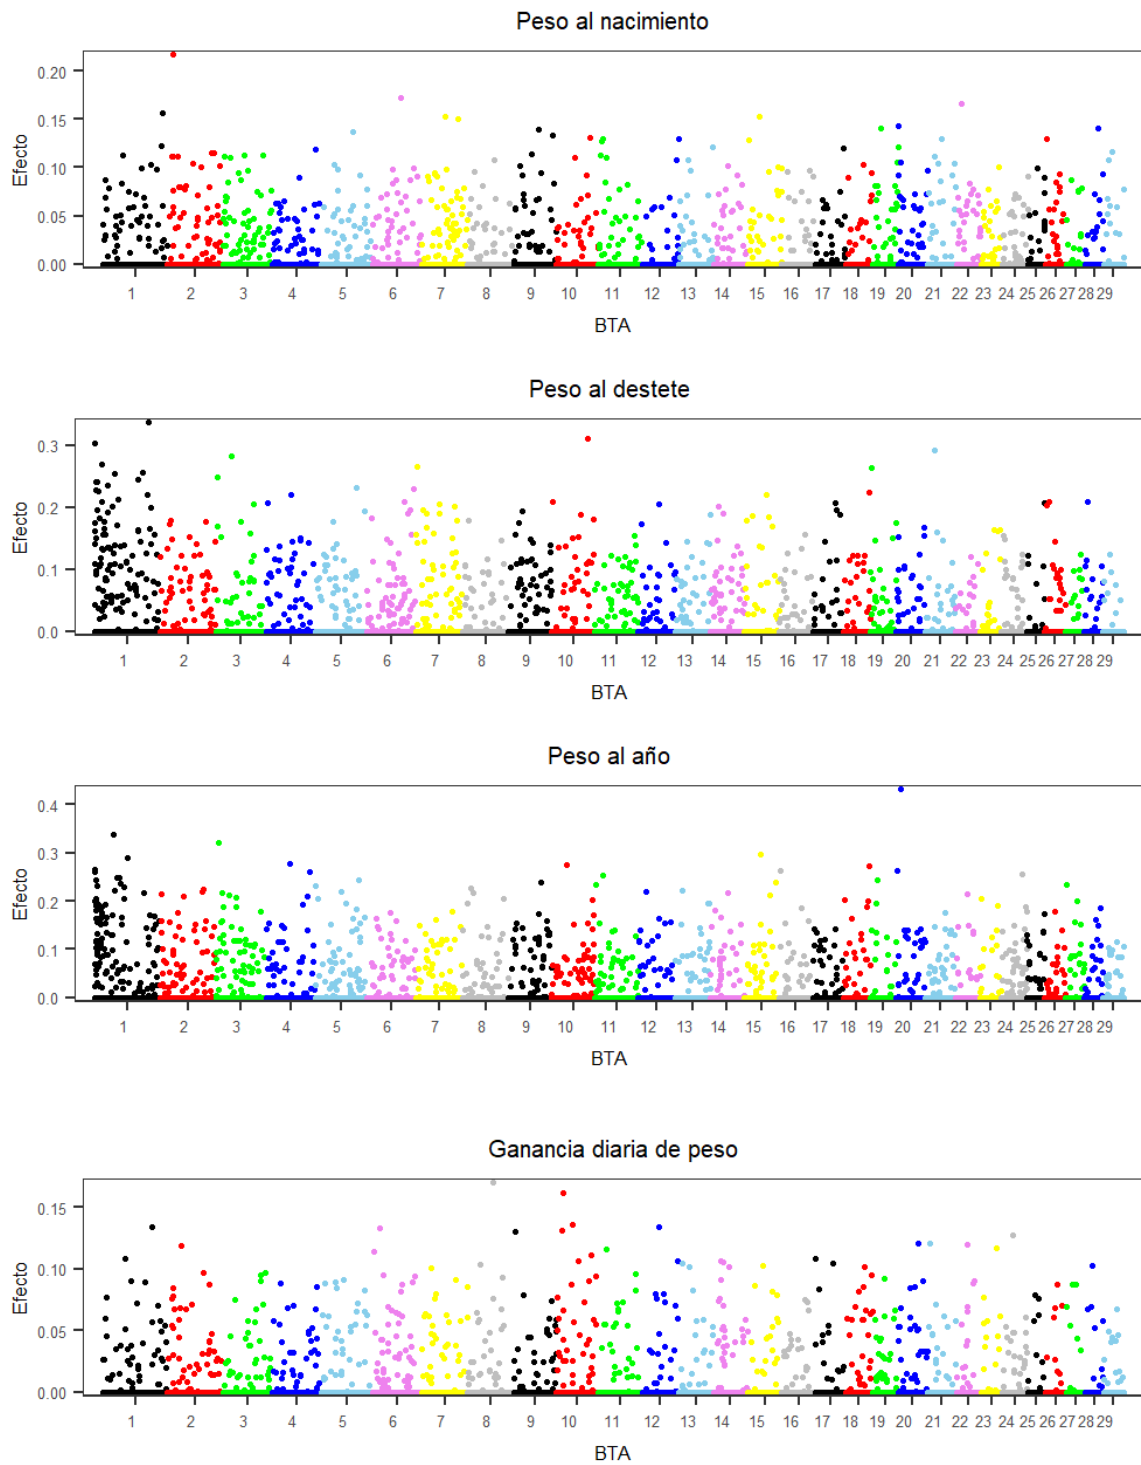 Peso al nacimiento
Efecto
0.20
0.15
0.10
0.05
0.00
1 2 3 4 5 6 7 8 9 10 11 12 13 14 15 16 17 18 19 20 21 22 23 24 25 26 27 28 29
BTA
Peso al destete
Efecto
0.3
0.2
0.1
0.0
1 2 3 4 5 6 7 8 9 10 11 12 13 14 15 16 17 18 19 20 21 22 23 24 25 26 27 28 29
BTA
Peso al año
Efecto
0.4
0.3
0.2
0.1
0.0
1 2 3 4 5 6 7 8 9 10 11 12 13 14 15 16 17 18 19 20 21 22 23 24 25 26 27 28 29
BTA
Ganancia diaria de peso
Efecto
0.15
0.10
0.05
0.00
1 2 3 4 5 6 7 8 9 10 11 12 13 14 15 16 17 18 19 20 21 22 23 24 25 26 27 28 29
BTA